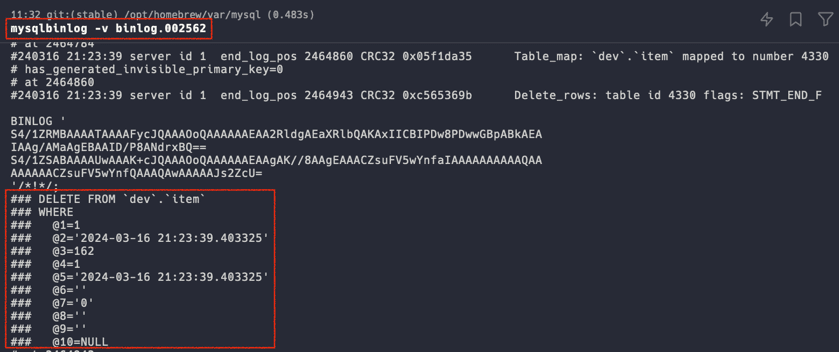 11:32 git:(stable) /opt/homebrew/var/mysql (0.483s)
mysqlbinlog -v binlog.002562
# at 2464784
#240316 21:23:39 server id 1  end_log_pos 2464860 CRC32 0x05f1da35     Table_map: `dev`.`item` mapped to number 4330
# has_generated_invisible_primary_key=0
# at 2464860
#240316 21:23:39 server id 1  end_log_pos 2464943 CRC32 0xc565369b     Delete_rows: table id 4330 flags: STMT_END_F
BINLOG '
S4/1ZRMBAAAATAAAAFycJQAAAOoQAAAAAAEAA2RldgAEaXRlbQAKAxIICBIPDw8PDwwGBpABkAEA
IAAg/AMaAgEBAAID/P8ANdrxBQ==
S4/1ZSABAAAAUwAAAK+cJQAAAOoQAAAAAAEAAgAK//8AAgEAAACZsuFV5wYnfaIAAAAAAAAAAQAA
AAAAAACZsuFV5wYnfQAAAQAwAAAAAJs2ZcU=
'/*!*/;
### DELETE FROM `dev`.`item`
### WHERE
###   @1=1
###   @2='2024-03-16 21:23:39.403325'
###   @3=162
###   @4=1
###   @5='2024-03-16 21:23:39.403325'
###   @6=''
###   @7='0'
###   @8=''
###   @9=''
###   @10=NULL